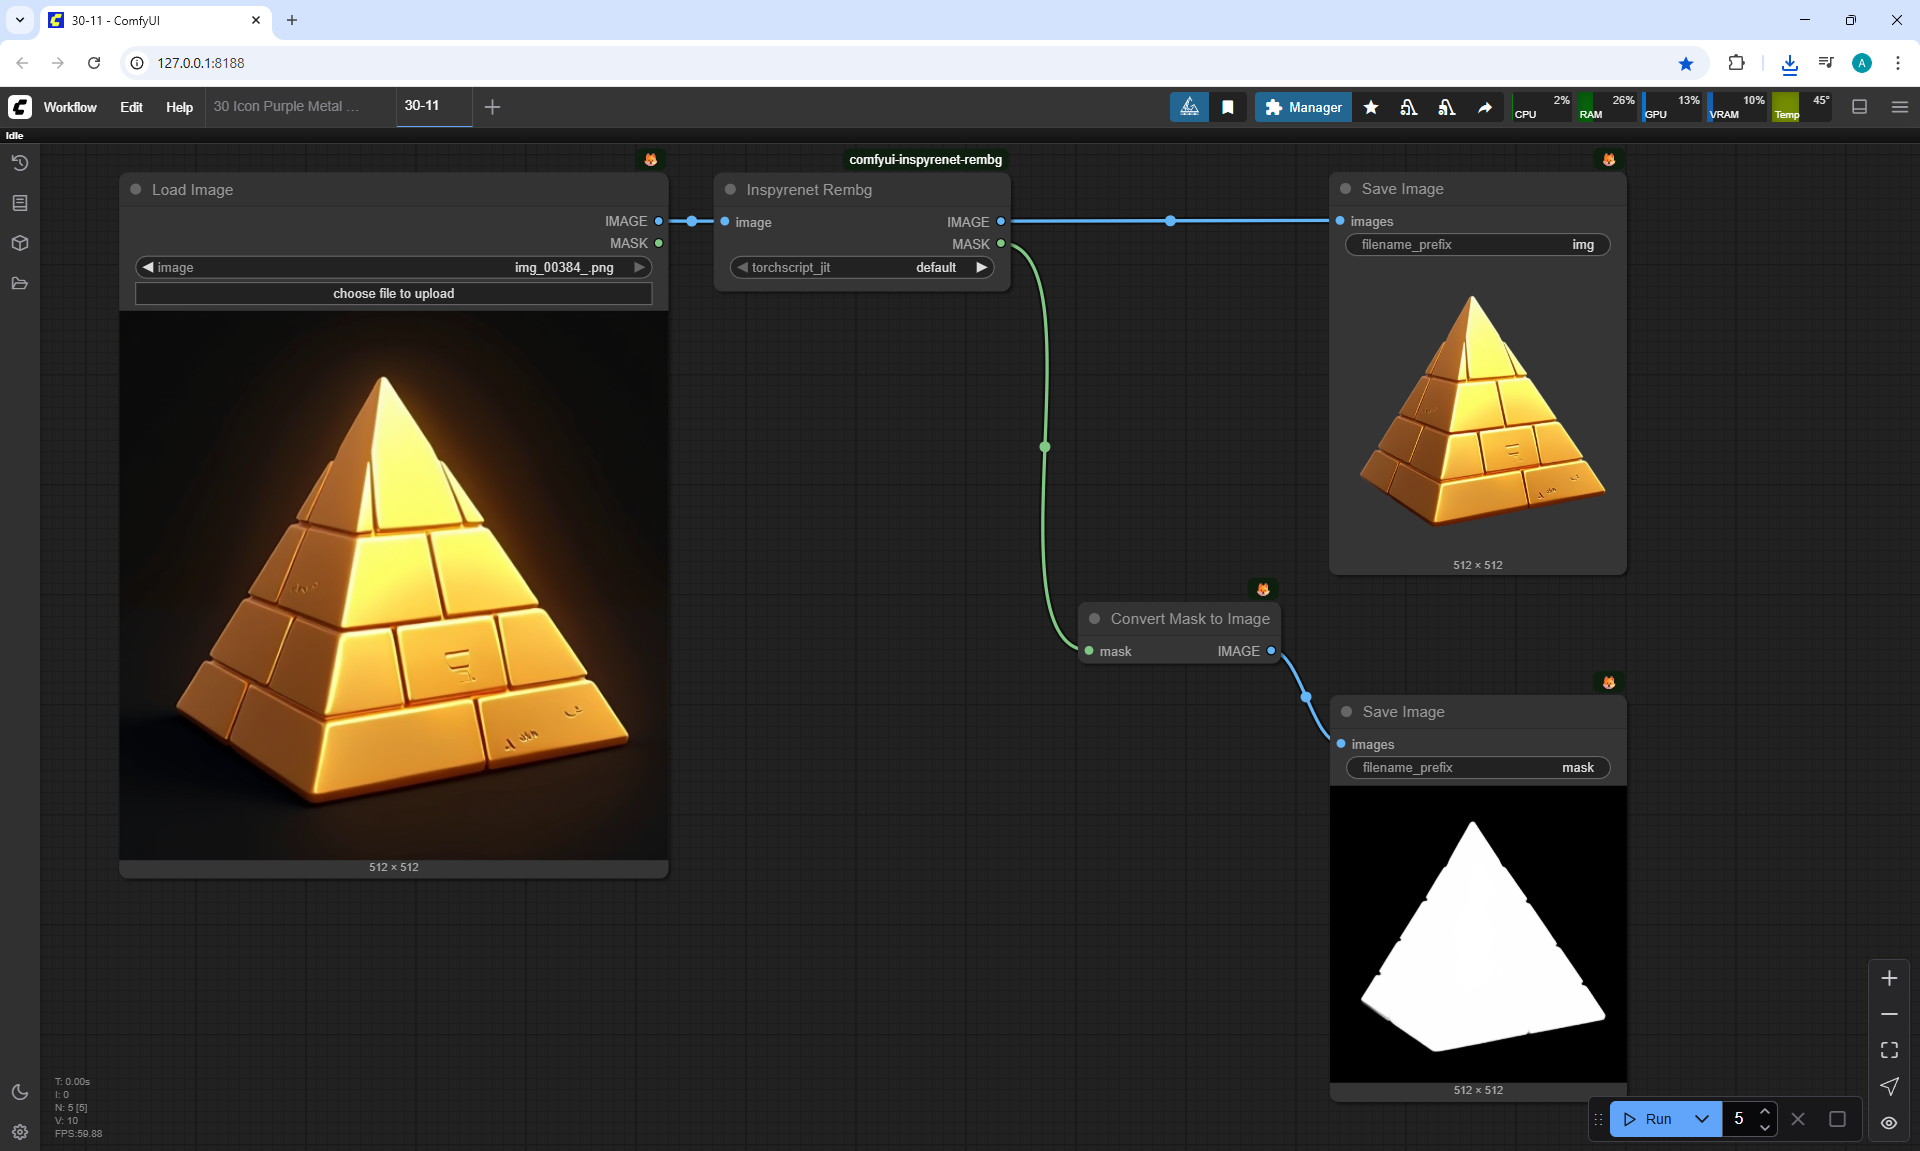 30-11 - ComfyUI
127.0.0.1:8188
Workflow Edit Help 30 Icon Purple Metal ... 30-11
Manager
CPU 2% RAM 26% GPU 13% VRAM 10% Temp 45°
Idle
A
Load Image
IMAGE
MASK
image img_00384_.png
choose file to upload
512 × 512
comfyui-inspyrenet-rembg
Inspyrenet Rembg
image IMAGE
MASK
torchscript_jit default
Save Image
images
filename_prefix img
512 × 512
Convert Mask to Image
mask IMAGE
Save Image
images
filename_prefix mask
512 × 512
T: 0.00s
I: 0
N: 5 [5]
V: 10
FPS:59.88
Run 5